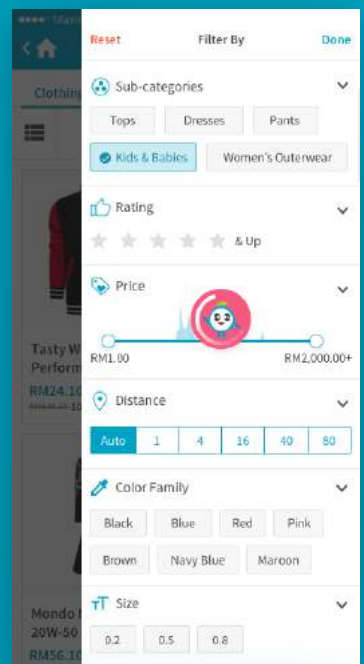 Reset Filter By Done
Clothing
Sub-categories
Tops Dresses Pants
Kids & Babies Women's Outerwear
Rating
& Up
Price
RM1.00 RM2,000.00+
Tasty W
Perform
RM24.10
Distance
Auto 1 4 16 40 80
Color Family
Black Blue Red Pink
Brown Navy Blue Maroon
Size
0.2 0.5 0.8
Mondo
20W-50
RM56.10